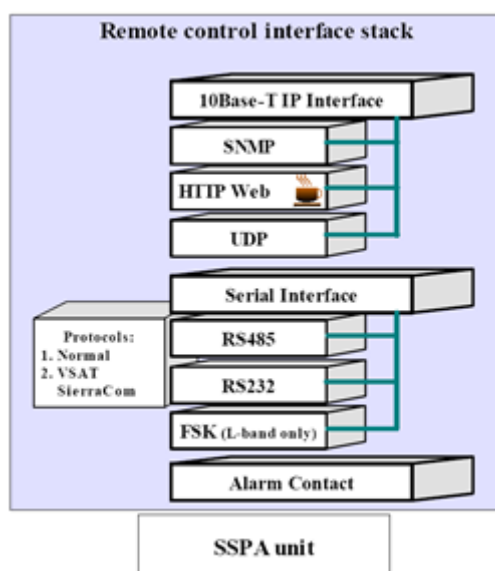 Remote control interface stack
10Base-T IP Interface
SNMP
HTTP Web
UDP
Serial Interface
Protocols:
1. Normal
2. VSAT
SierraCom
RS485
RS232
FSK (L-band only)
Alarm Contact
SSPA unit